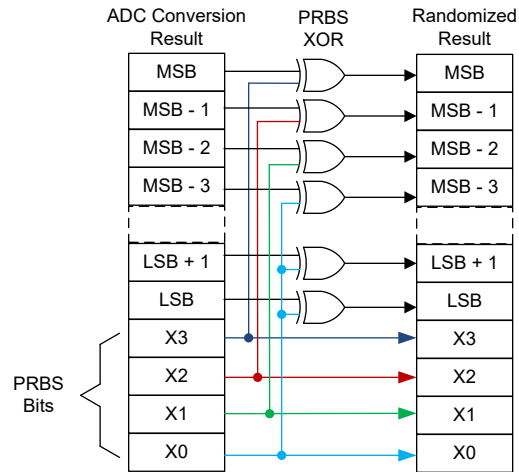 ADC Conversion
Result
PRBS
XOR
Randomized
Result
MSB
MSB
MSB - 1
MSB - 1
MSB - 2
MSB - 2
MSB - 3
MSB - 3
LSB + 1
LSB + 1
LSB
LSB
X3
X3
PRBS
Bits
X2
X2
X1
X1
X0
X0